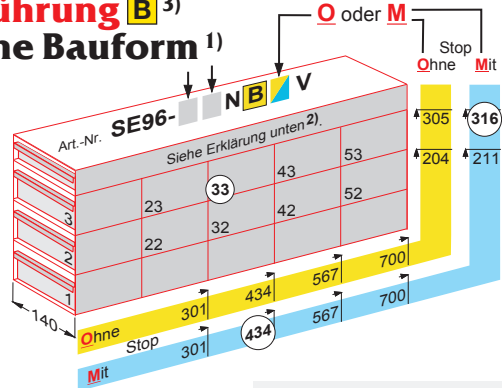 ührung B 3)
ne Bauform 1)
O oder M
Stop
Ohne Mit
Art.-Nr. SE96- N B V
Siehe Erklärung unten 2).
305 316
204 211
23 33 43 53
22 32 42 52
3
2
1
140
Ohne 301 434 567 700
Stop
Mit 301 434 567 700